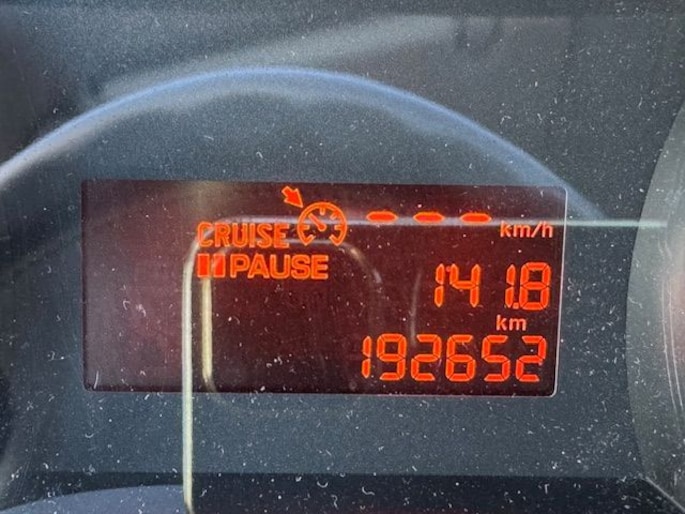 CRUISE --- km/h
PAUSE
141.8
km
192652